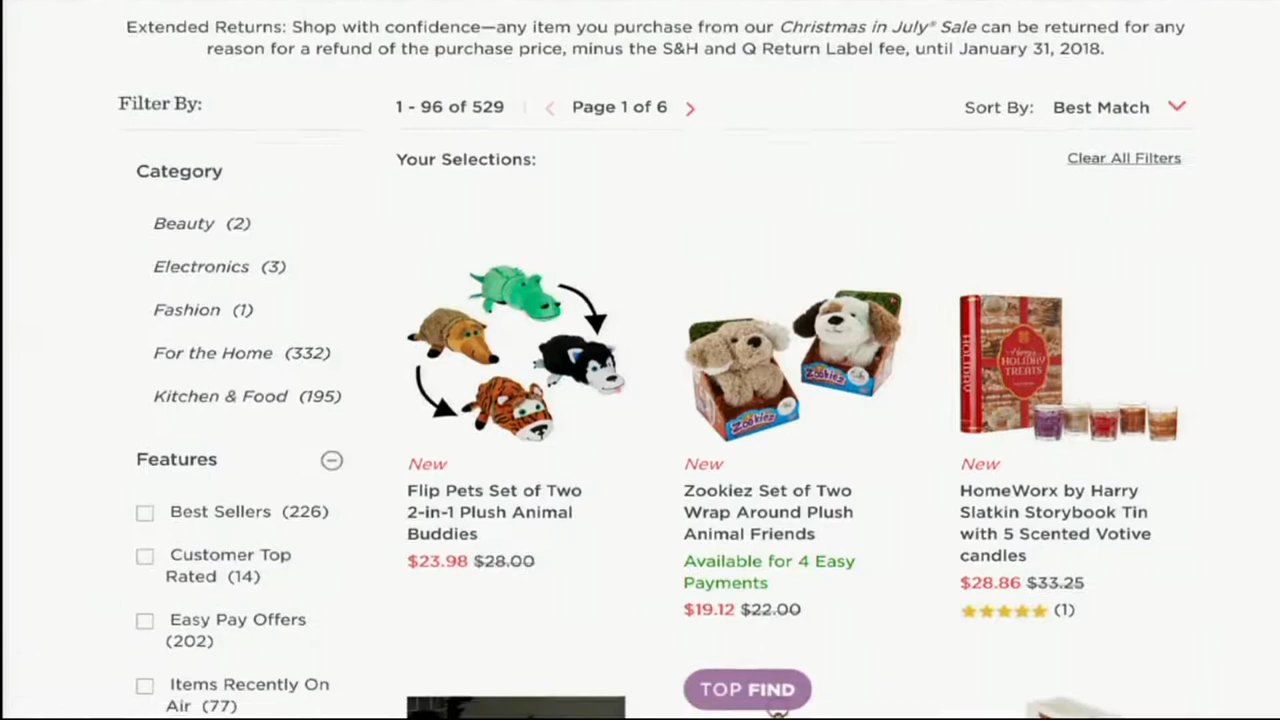 Extended Returns: Shop with confidence—any item you purchase from our Christmas in July® Sale can be returned for any
reason for a refund of the purchase price, minus the S&H and Q Return Label fee, until January 31, 2018.
Filter By:
1 - 96 of 529
Page 1 of 6
Sort By: Best Match
Your Selections:
Clear All Filters
Category
Beauty (2)
Electronics (3)
Fashion (1)
For the Home (332)
Kitchen & Food (195)
Features
Best Sellers (226)
Customer Top
Rated (14)
Easy Pay Offers
(202)
Items Recently On
Air (77)
New
Flip Pets Set of Two
2-in-1 Plush Animal
Buddies
$23.98 $28.00
Zookiez
Zookiez
New
Zookiez Set of Two
Wrap Around Plush
Animal Friends
Available for 4 Easy
Payments
$19.12 $22.00
HOLIDAY
TREATS
New
HomeWorx by Harry
Slatkin Storybook Tin
with 5 Scented Votive
candles
$28.86 $33.25
(1)
TOP FIND